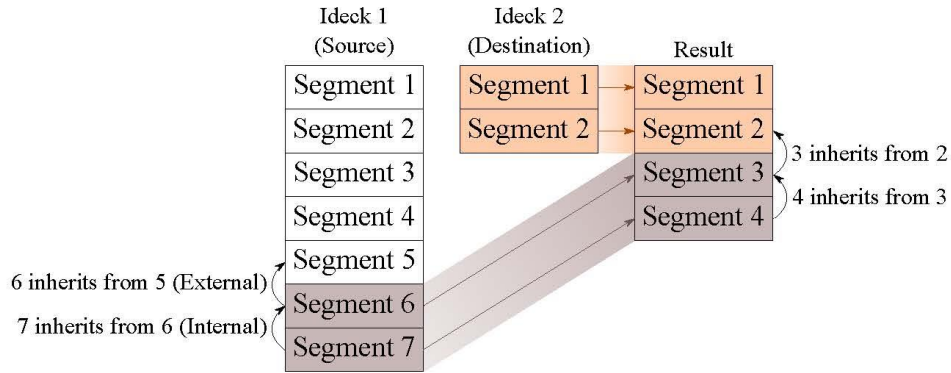 Ideck 1
(Source)
Ideck 2
(Destination)
Result
Segment 1
Segment 2
Segment 3
Segment 4
Segment 5
Segment 6
Segment 7
Segment 1
Segment 2
Segment 1
Segment 2
Segment 3
Segment 4
3 inherits from 2
4 inherits from 3
6 inherits from 5 (External)
7 inherits from 6 (Internal)